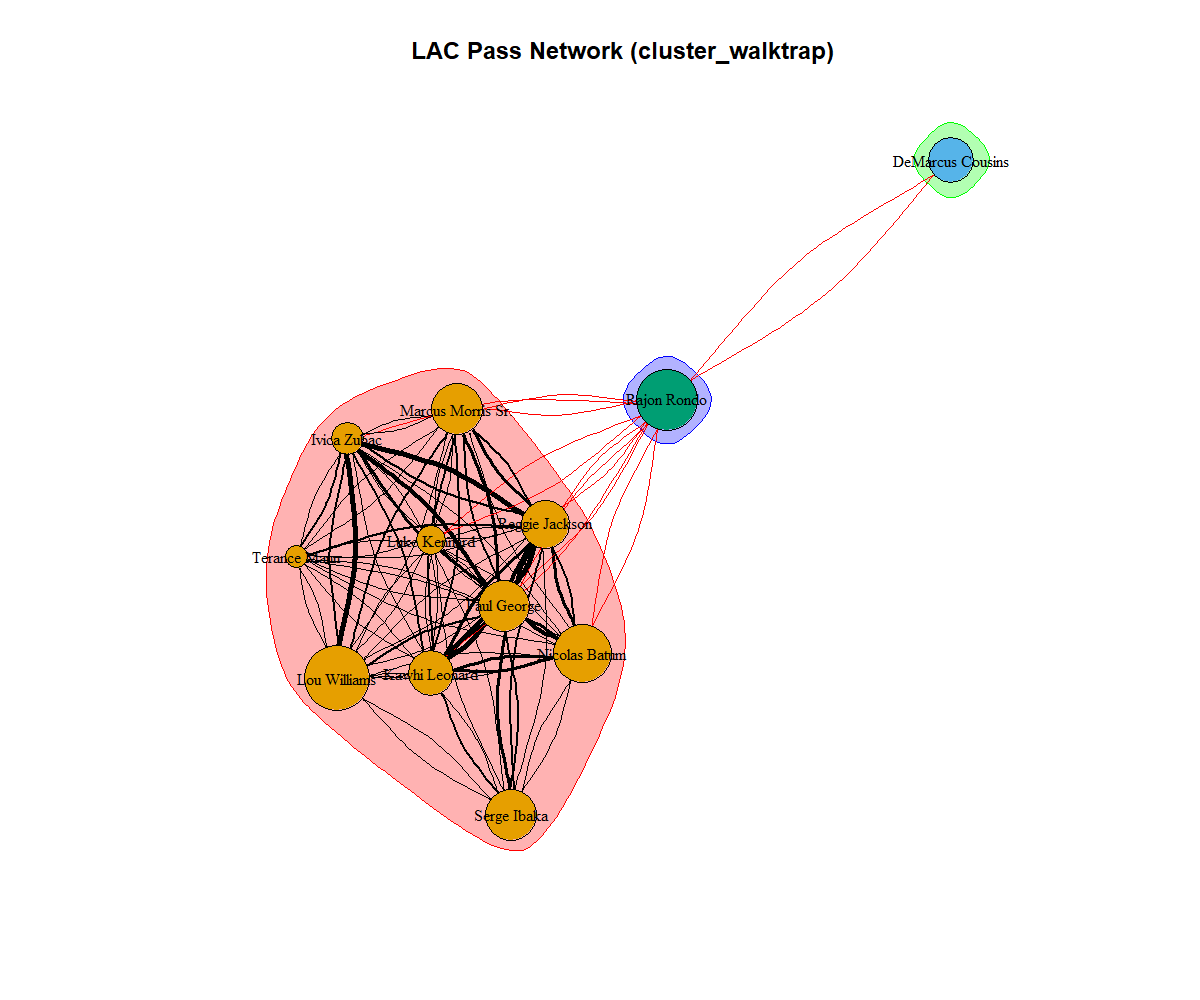 LAC Pass Network (cluster_walktrap)
DeMarcus Cousins
Rajon Rondo
Marcus Morris Sr.
Ivica Zubac
Reggie Jackson
Luke Kennard
Terance Mann
Paul George
Nicolas Batum
Kawhi Leonard
Lou Williams
Serge Ibaka